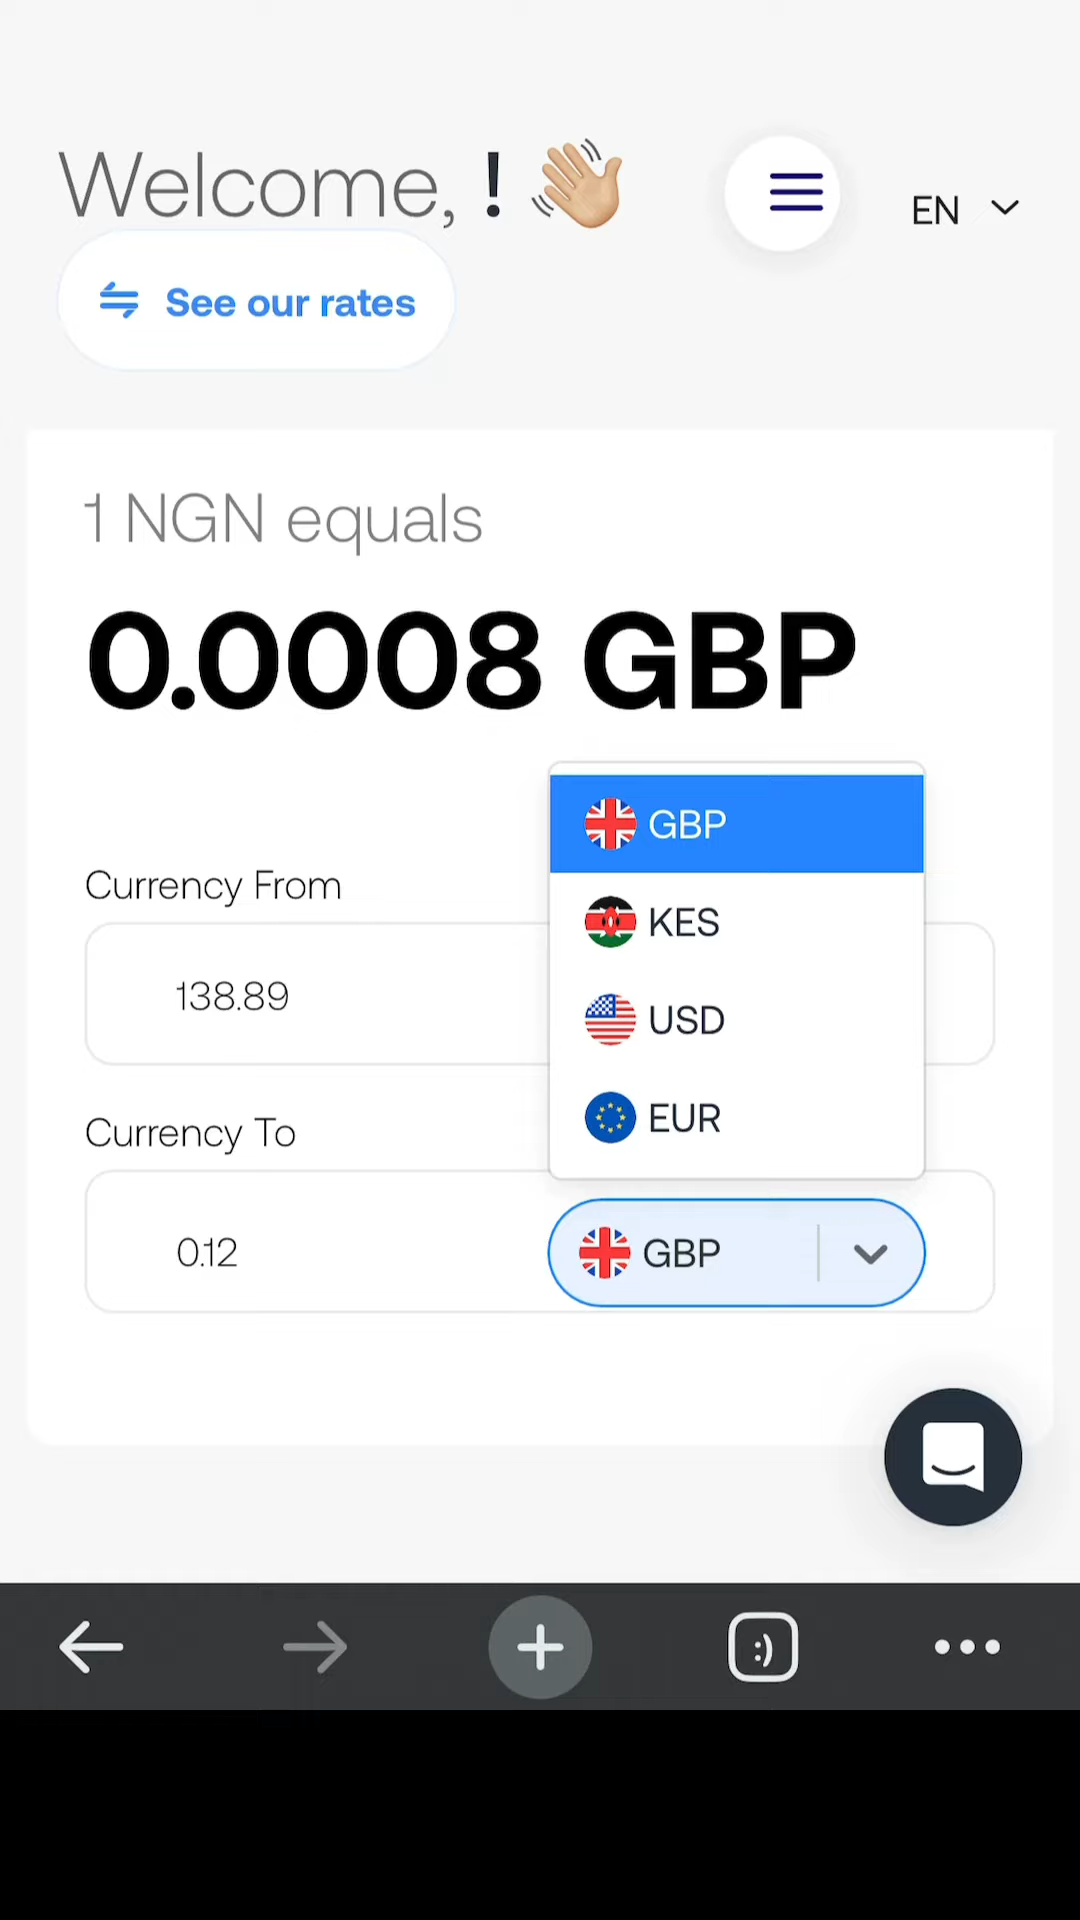 Welcome, ! 👋🏼
EN
See our rates
1 NGN equals
0.0008 GBP
GBP
KES
USD
EUR
Currency From
138.89
Currency To
0.12
GBP
:)